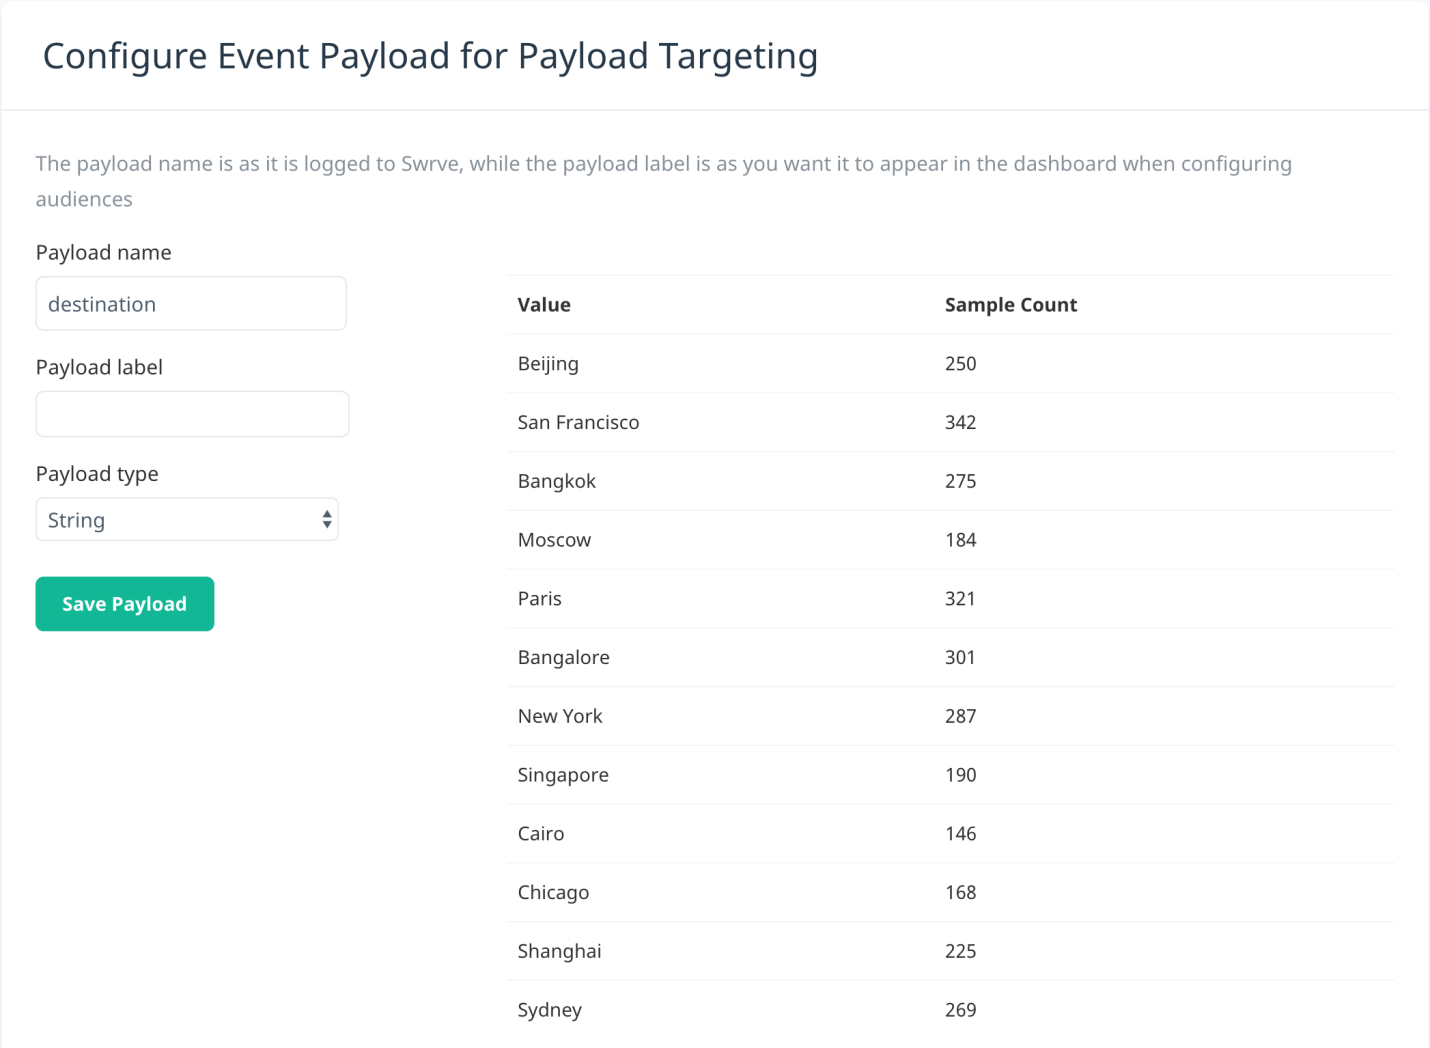 Configure Event Payload for Payload Targeting
The payload name is as it is logged to Swrve, while the payload label is as you want it to appear in the dashboard when configuring
audiences
Payload name
destination
Payload label
Payload type
String
Save Payload
Value Sample Count
Beijing 250
San Francisco 342
Bangkok 275
Moscow 184
Paris 321
Bangalore 301
New York 287
Singapore 190
Cairo 146
Chicago 168
Shanghai 225
Sydney 269